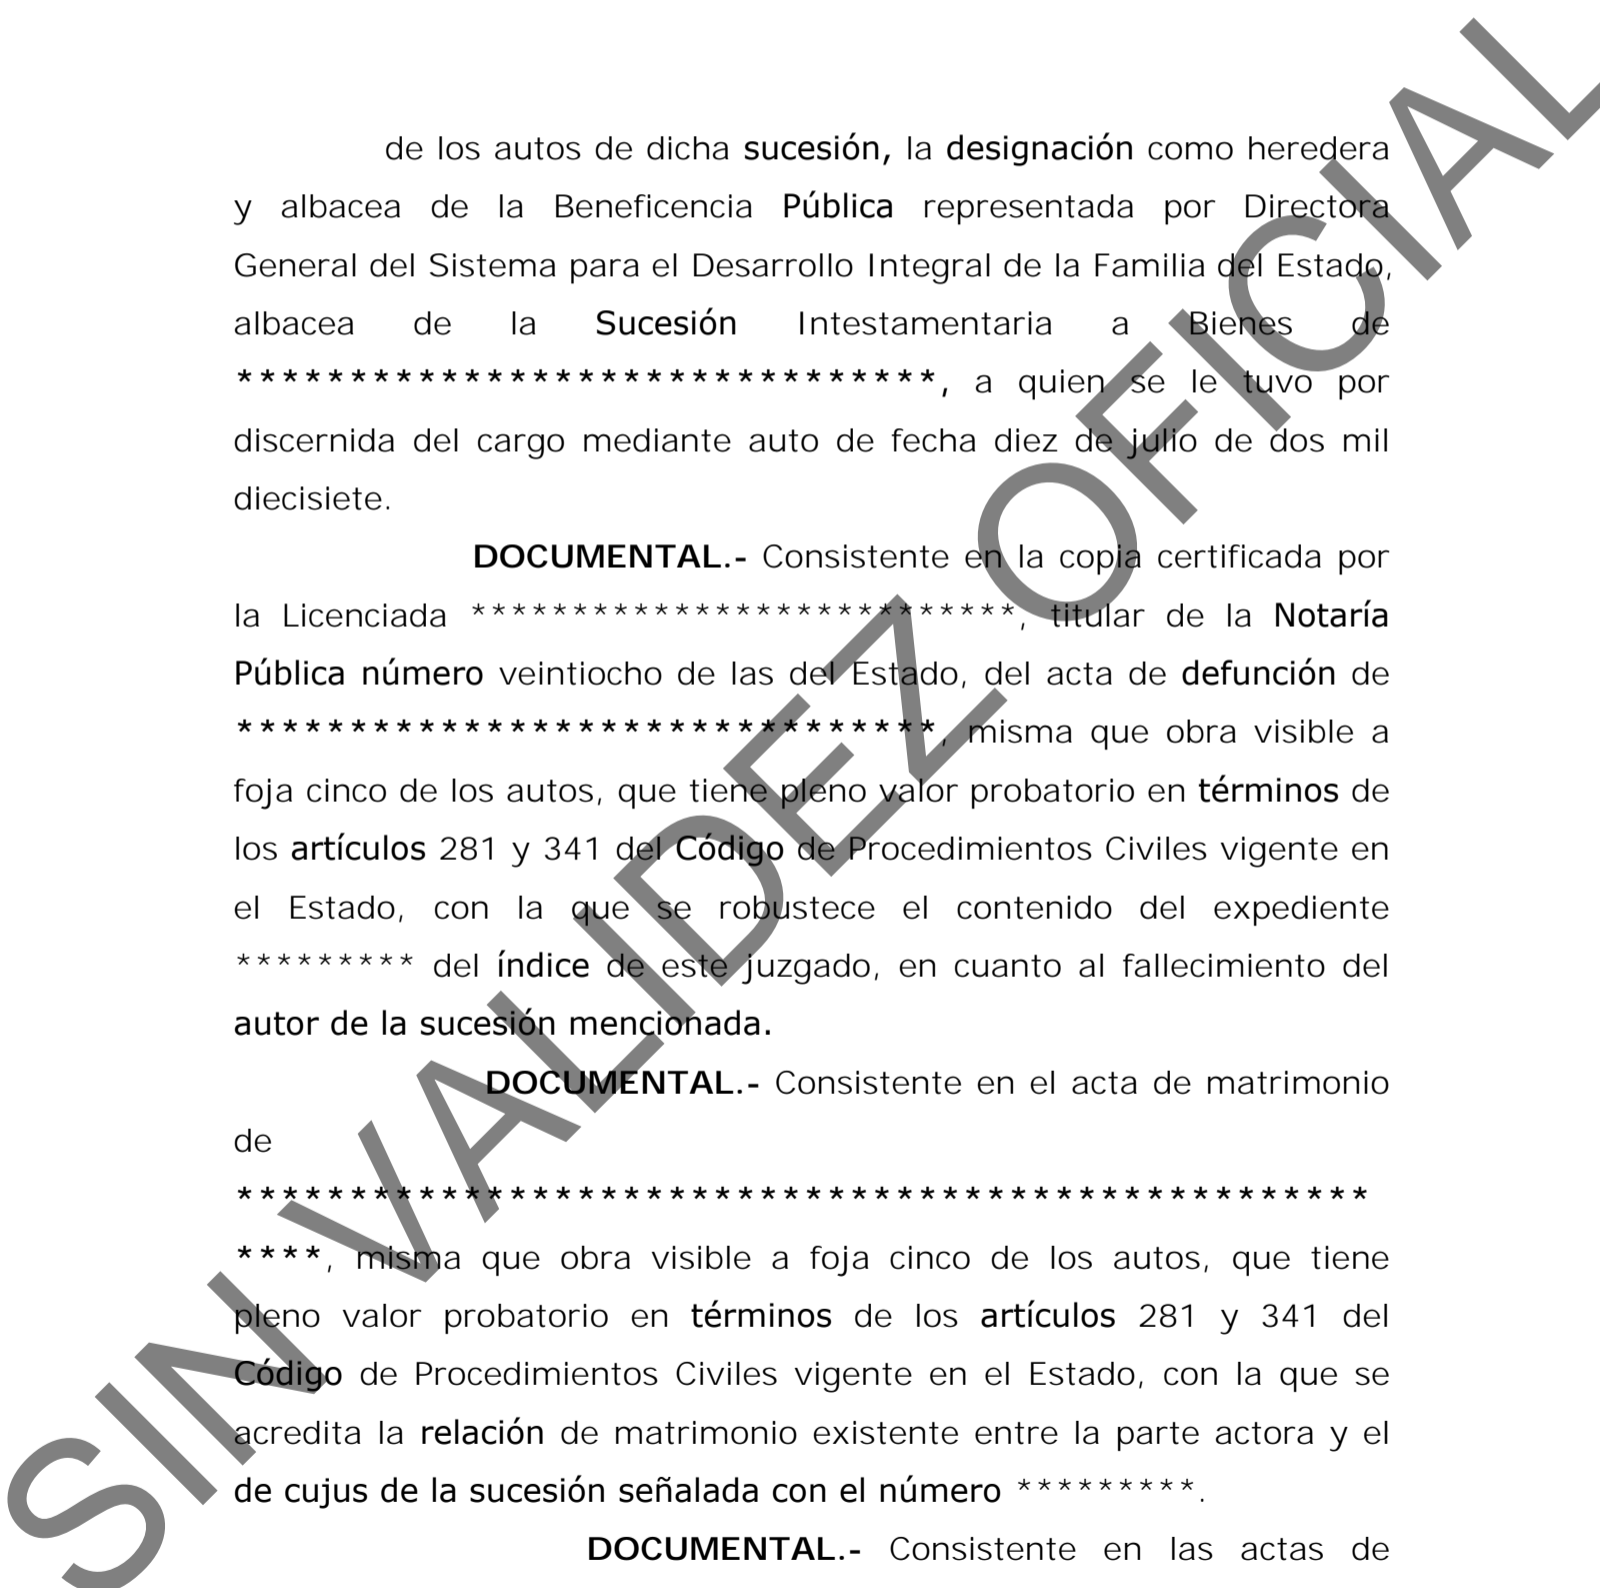 de los autos de dicha sucesión, la designación como heredera
y albacea de la Beneficencia Pública representada por Directora
General del Sistema para el Desarrollo Integral de la Familia del Estado,
albacea de la Sucesión Intestamentaria a Bienes de
*******************************, a quien se le tuvo por
discernida del cargo mediante auto de fecha diez de julio de dos mil
diecisiete.
DOCUMENTAL.- Consistente en la copia certificada por
la Licenciada ***************************, titular de la Notaría
Pública número veintiocho de las del Estado, del acta de defunción de
*******************************, misma que obra visible a
foja cinco de los autos, que tiene pleno valor probatorio en términos de
los artículos 281 y 341 del Código de Procedimientos Civiles vigente en
el Estado, con la que se robustece el contenido del expediente
********* del índice de este juzgado, en cuanto al fallecimiento del
autor de la sucesión mencionada.
DOCUMENTAL.- Consistente en el acta de matrimonio
de
**************************************************
****, misma que obra visible a foja cinco de los autos, que tiene
pleno valor probatorio en términos de los artículos 281 y 341 del
Código de Procedimientos Civiles vigente en el Estado, con la que se
acredita la relación de matrimonio existente entre la parte actora y el
de cujus de la sucesión señalada con el número *********.
DOCUMENTAL.- Consistente en las actas de
SIN VALIDEZ OFICIAL